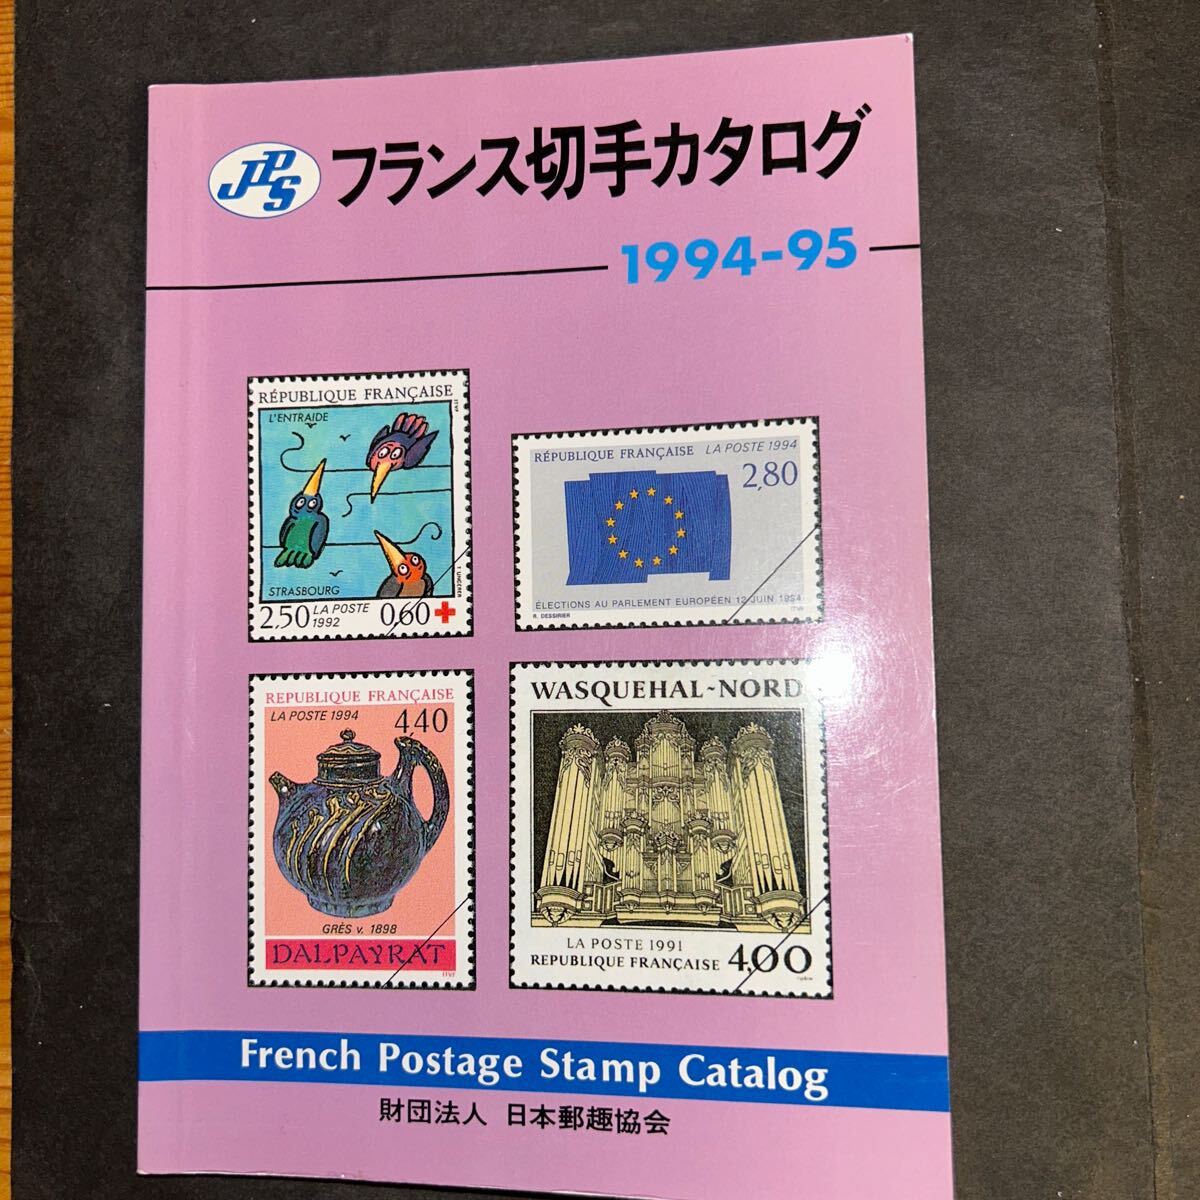 JPS
フランス切手カタログ
1994-95
RÉPUBLIQUE FRANÇAISE
L'ENTRAIDE
STRASBOURG
T. UNGERER
2,50 LA POSTE 1992 0,60
RÉPUBLIQUE FRANÇAISE LA POSTE 1994
2,80
ÉLECTIONS AU PARLEMENT EUROPÉEN 12 JUIN 1994
R. DESSIRIER
REPUBLIQUE FRANÇAISE
LA POSTE 1994
4,40
GRÈS v. 1898
DALPAYRAT
WASQUEHAL~NORD
LA POSTE 1991
REPUBLIQUE FRANÇAISE 4,00
French Postage Stamp Catalog
財団法人 日本郵趣協会